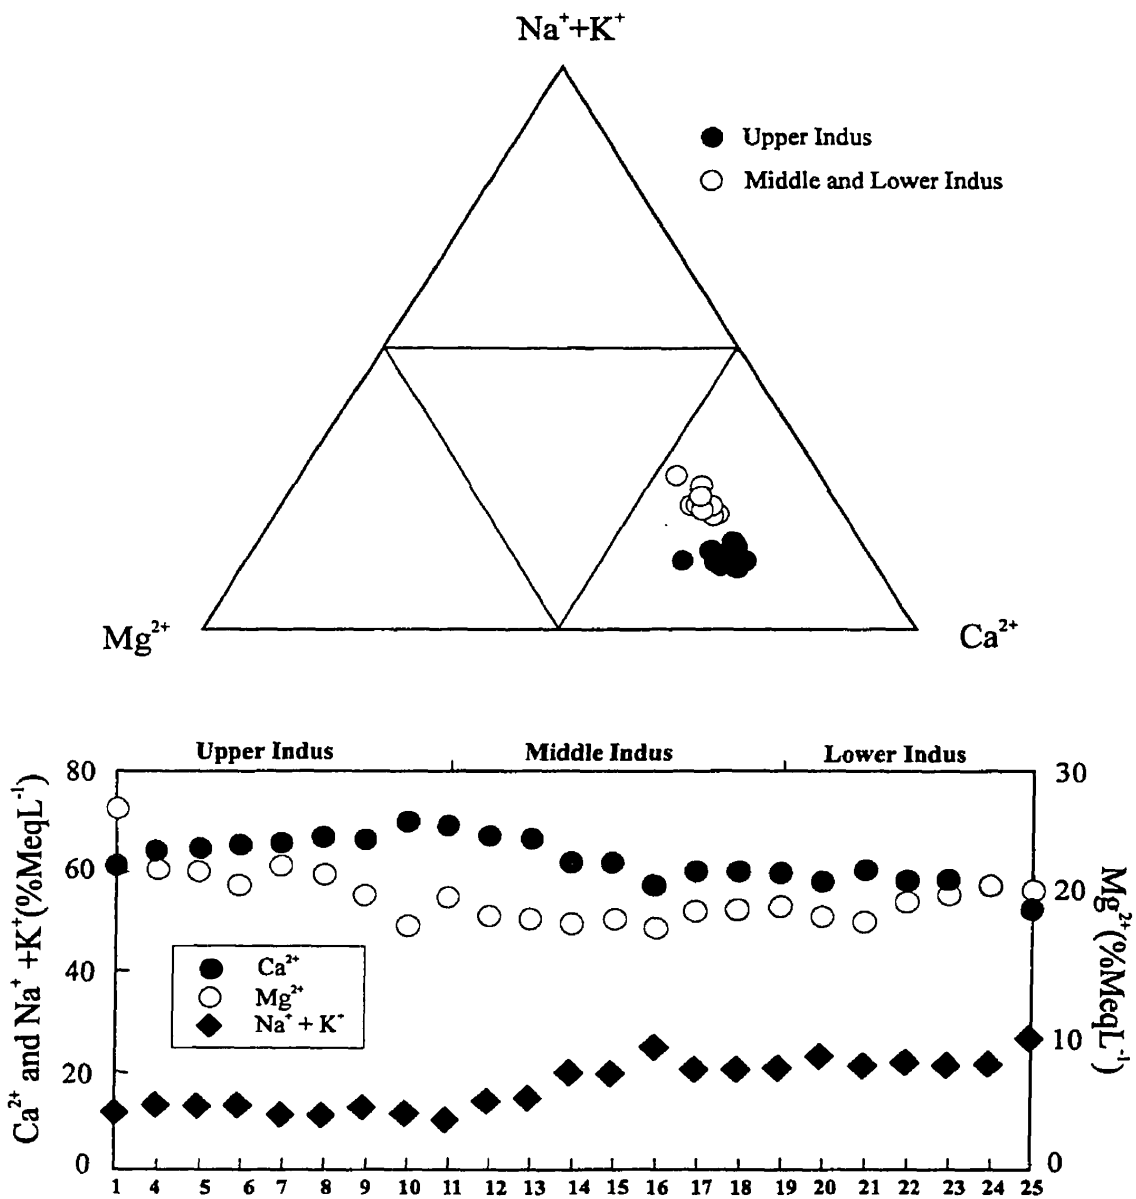 Na⁺+K⁺
Upper Indus
Middle and Lower Indus
Mg²⁺
Ca²⁺
Upper Indus
Middle Indus
Lower Indus
Ca²⁺ and Na⁺ +K⁺(%MeqL⁻¹)
80
60
40
20
0
Ca²⁺
Mg²⁺
Na⁺ + K⁺
30
20
10
0
Mg²⁺(%MeqL⁻¹)
1 4 5 6 7 8 9 10 11 12 13 14 15 16 17 18 19 20 21 22 23 24 25